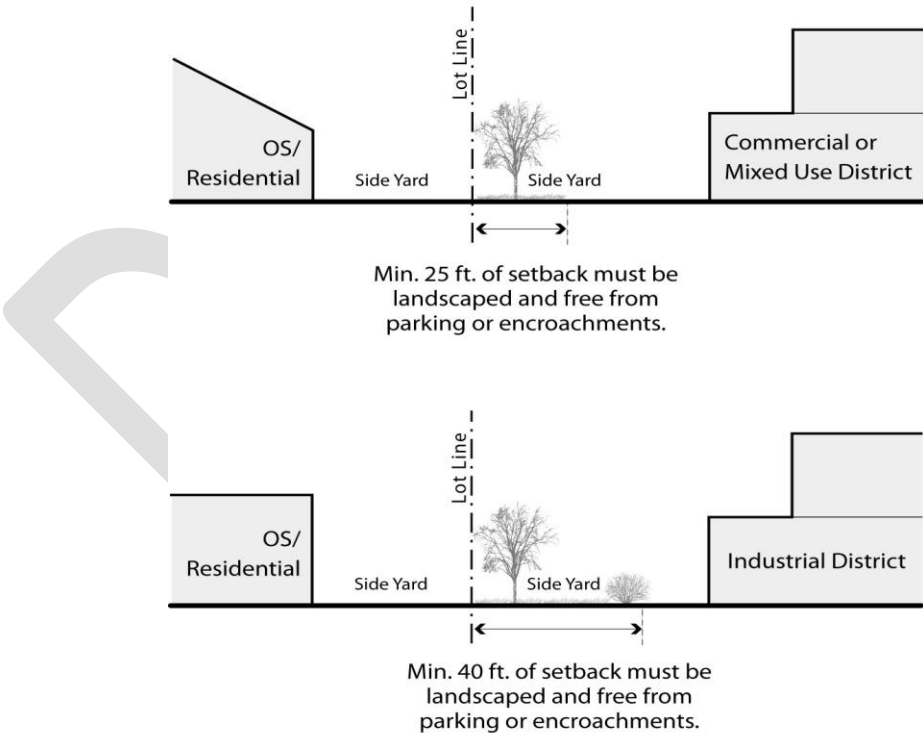 Lot Line
OS/
Residential
Side Yard
Side Yard
Commercial or
Mixed Use District
Min. 25 ft. of setback must be
landscaped and free from
parking or encroachments.
Lot Line
OS/
Residential
Side Yard
Side Yard
Industrial District
Min. 40 ft. of setback must be
landscaped and free from
parking or encroachments.